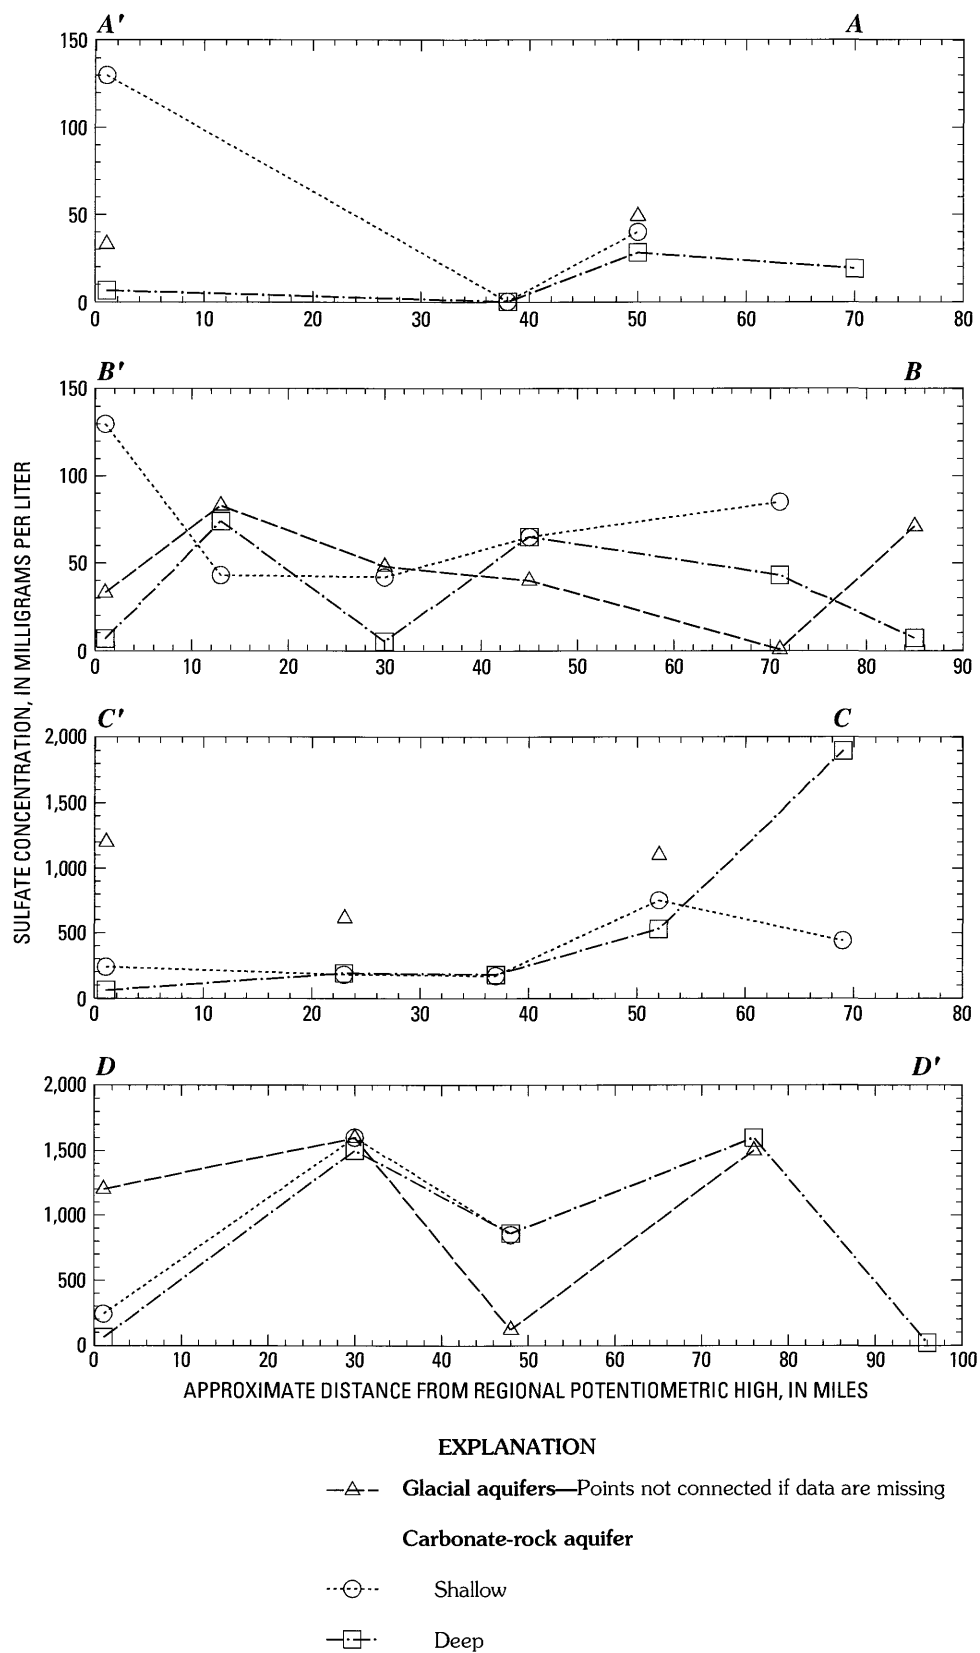 A' A
150
100
50
0
0 10 20 30 40 50 60 70 80
B' B
150
100
50
0
0 10 20 30 40 50 60 70 80 90
C' C
2,000
1,500
1,000
500
0
0 10 20 30 40 50 60 70 80
D D'
2,000
1,500
1,000
500
0
0 10 20 30 40 50 60 70 80 90 100
SULFATE CONCENTRATION, IN MILLIGRAMS PER LITER
APPROXIMATE DISTANCE FROM REGIONAL POTENTIOMETRIC HIGH, IN MILES
EXPLANATION
Glacial aquifers—Points not connected if data are missing
Carbonate-rock aquifer
Shallow
Deep